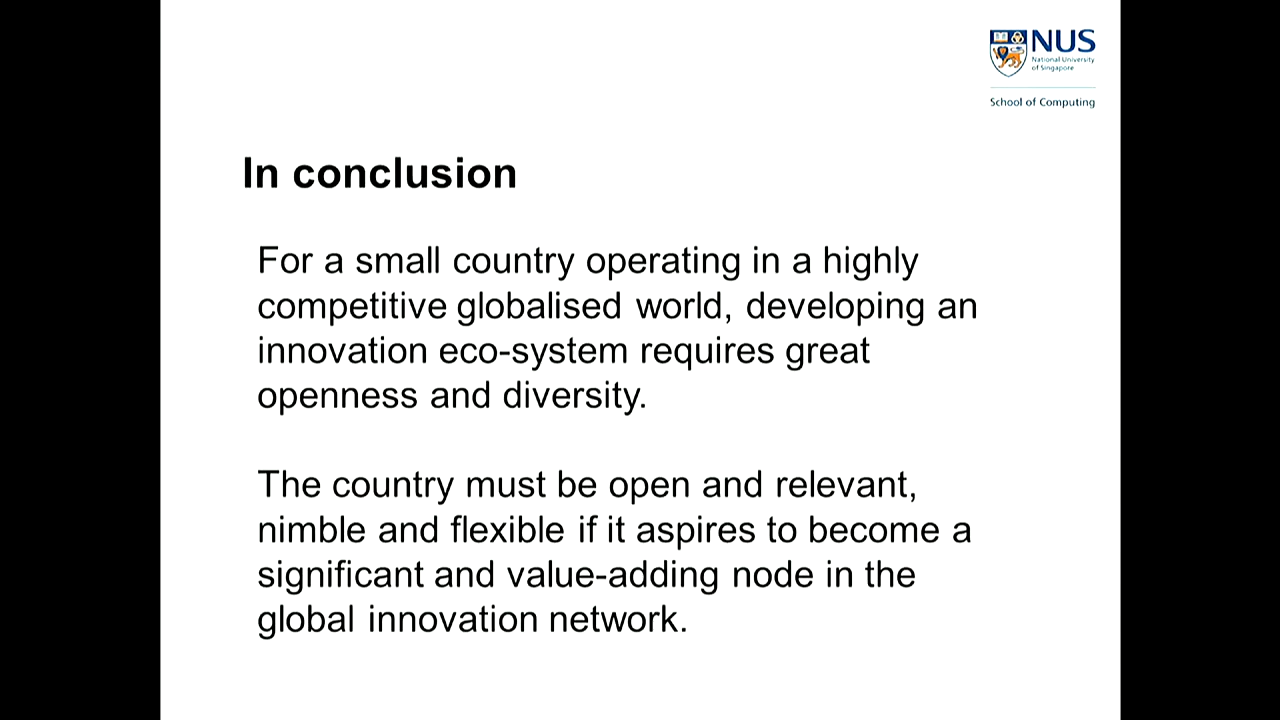 NUS
National University
of Singapore
School of Computing
In conclusion
For a small country operating in a highly
competitive globalised world, developing an
innovation eco-system requires great
openness and diversity.
The country must be open and relevant,
nimble and flexible if it aspires to become a
significant and value-adding node in the
global innovation network.